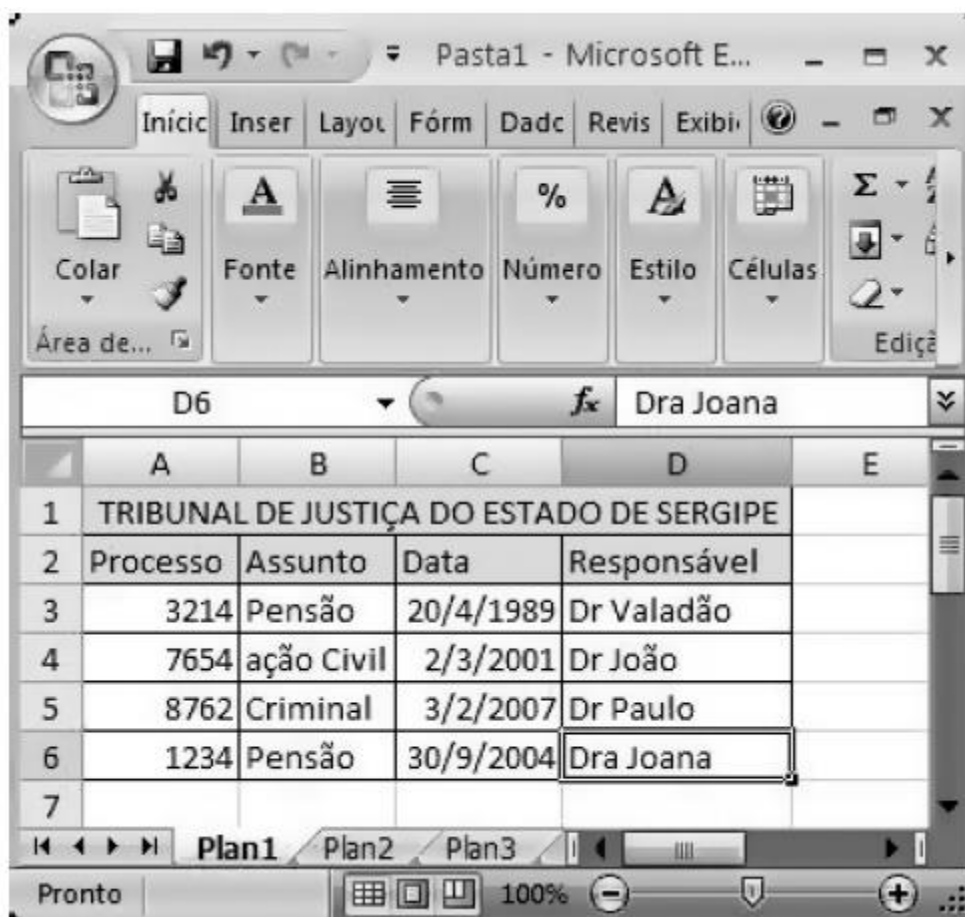 Pasta1 - Microsoft E...
Iníci Inser Layou Fórm Dadc Revis Exibi
Colar Fonte Alinhamento Número Estilo Células
Área de... Ediçã
D6 fx Dra Joana
A B C D E
1 TRIBUNAL DE JUSTIÇA DO ESTADO DE SERGIPE
2 Processo Assunto Data Responsável
3 3214 Pensão 20/4/1989 Dr Valadão
4 7654 ação Civil 2/3/2001 Dr João
5 8762 Criminal 3/2/2007 Dr Paulo
6 1234 Pensão 30/9/2004 Dra Joana
7
Plan1 Plan2 Plan3
Pronto 100%